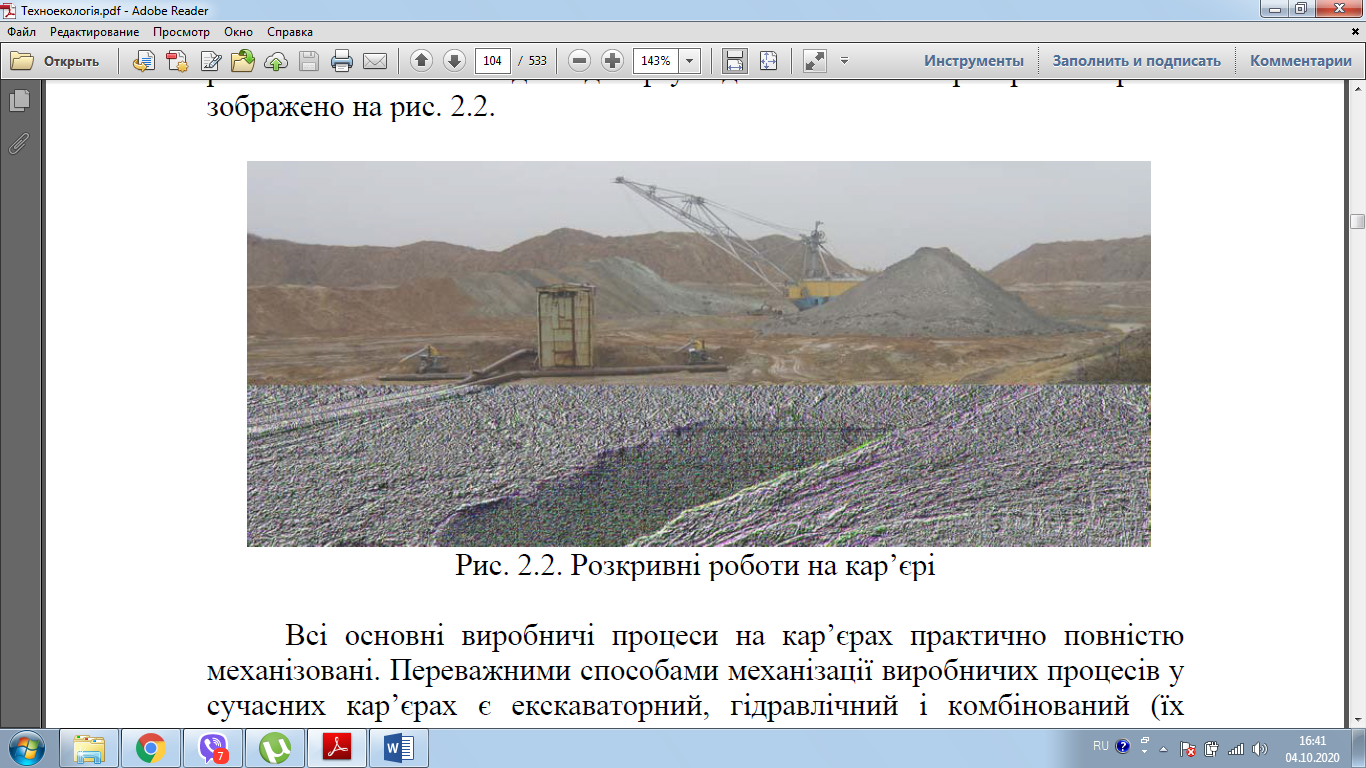 Техноекологія.pdf - Adobe Reader
Файл Редактирование Просмотр Окно Справка
Открыть 104 / 533 143% Инструменты Заполнить и подписать Комментарии
зображено на рис. 2.2.
Рис. 2.2. Розкривні роботи на кар’єрі
Всі основні виробничі процеси на кар’єрах практично повністю
механізовані. Переважними способами механізації виробничих процесів у
сучасних кар’єрах є екскаваторний, гідравлічний і комбінований (їх
7 RU 16:41
04.10.2020